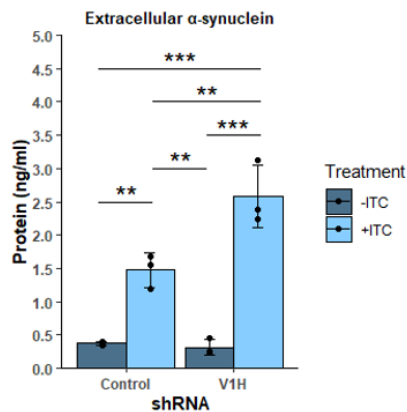 Extracellular α-synuclein
Protein (ng/ml)
5.0
4.5
4.0
3.5
3.0
2.5
2.0
1.5
1.0
0.5
0.0
***
**
***
**
**
Control
V1H
shRNA
Treatment
-ITC
+ITC